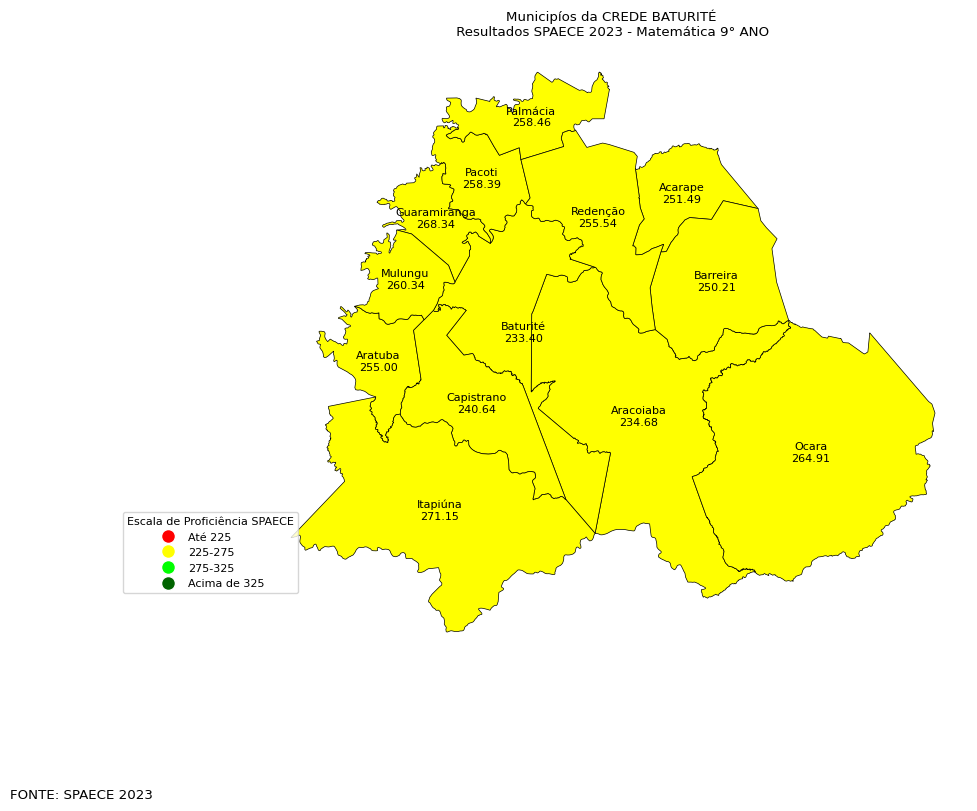 Municipíos da CREDE BATURITÉ
Resultados SPAECE 2023 - Matemática 9° ANO
Palmácia
258.46
Pacoti
258.39
Acarape
251.49
Guaramiranga
268.34
Redenção
255.54
Mulungu
260.34
Barreira
250.21
Baturité
233.40
Aratuba
255.00
Capistrano
240.64
Aracoiaba
234.68
Ocara
264.91
Itapiúna
271.15
Escala de Proficiência SPAECE
Até 225
225-275
275-325
Acima de 325
FONTE: SPAECE 2023